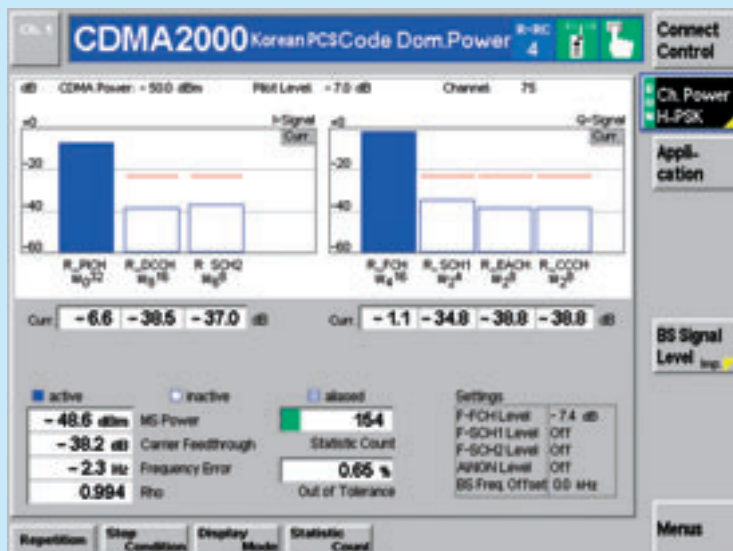 Ch. 1
CDMA2000 Korean PCS Code Dom.Power
R-RC
4
Connect
Control
dB CDMA Power: - 50.0 dBm Pilot Level: - 7.0 dB Channel: 75
Ch. Power
H-PSK
±0 I-Signal
Curr.
-20
-40
-60
R_PICH R_DCCH R_SCH2
±0 Q-Signal
Curr.
-20
-40
-60
R_FCH R_SCH1 R_EACH R_CCCH
Appli-
cation
Curr. - 6.6 - 38.5 - 37.0 dB
Curr. - 1.1 - 34.8 - 38.8 - 38.8 dB
BS Signal
Level Imp.
active inactive aliased
- 48.6 dBm MS Power
- 38.2 dB Carrier Feedthrough
- 2.3 Hz Frequency Error
0.994 Rho
154
Statistic Count
0.65 %
Out of Tolerance
Settings
F-FCH Level - 7.4 dB
F-SCH1 Level Off
F-SCH2 Level Off
AWGN Level Off
BS Freq. Offset 0.0 kHz
Repetition
Stop
Condition
Display
Mode
Statistic
Count
Menus